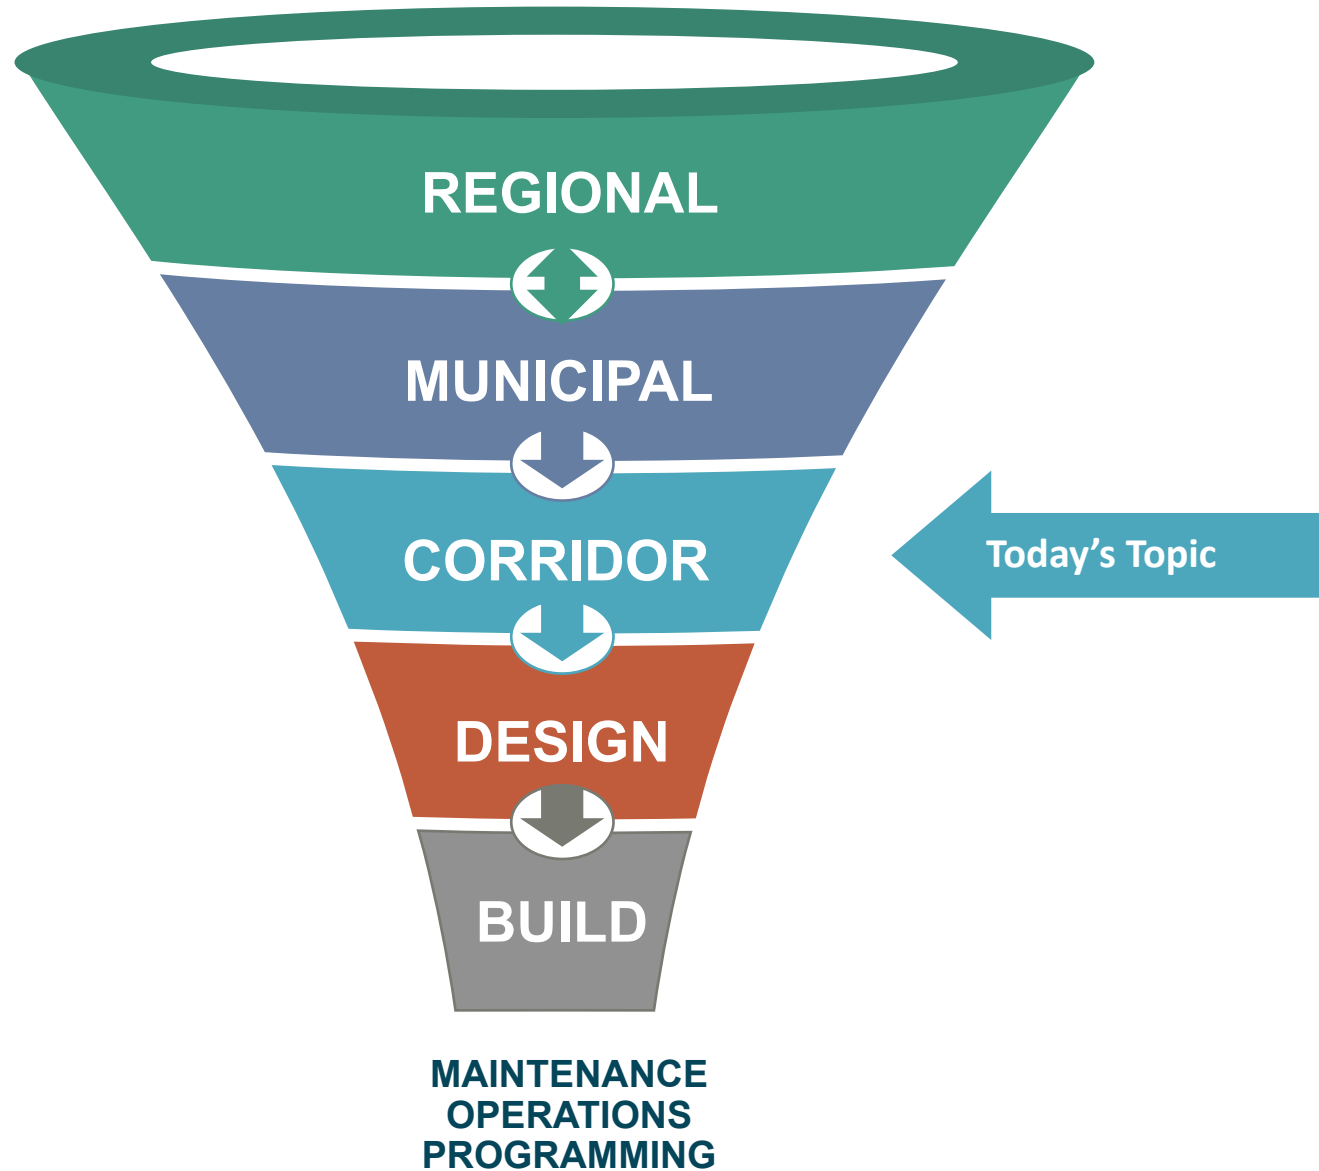 REGIONAL
MUNICIPAL
CORRIDOR
Today’s Topic
DESIGN
BUILD
MAINTENANCE
OPERATIONS
PROGRAMMING